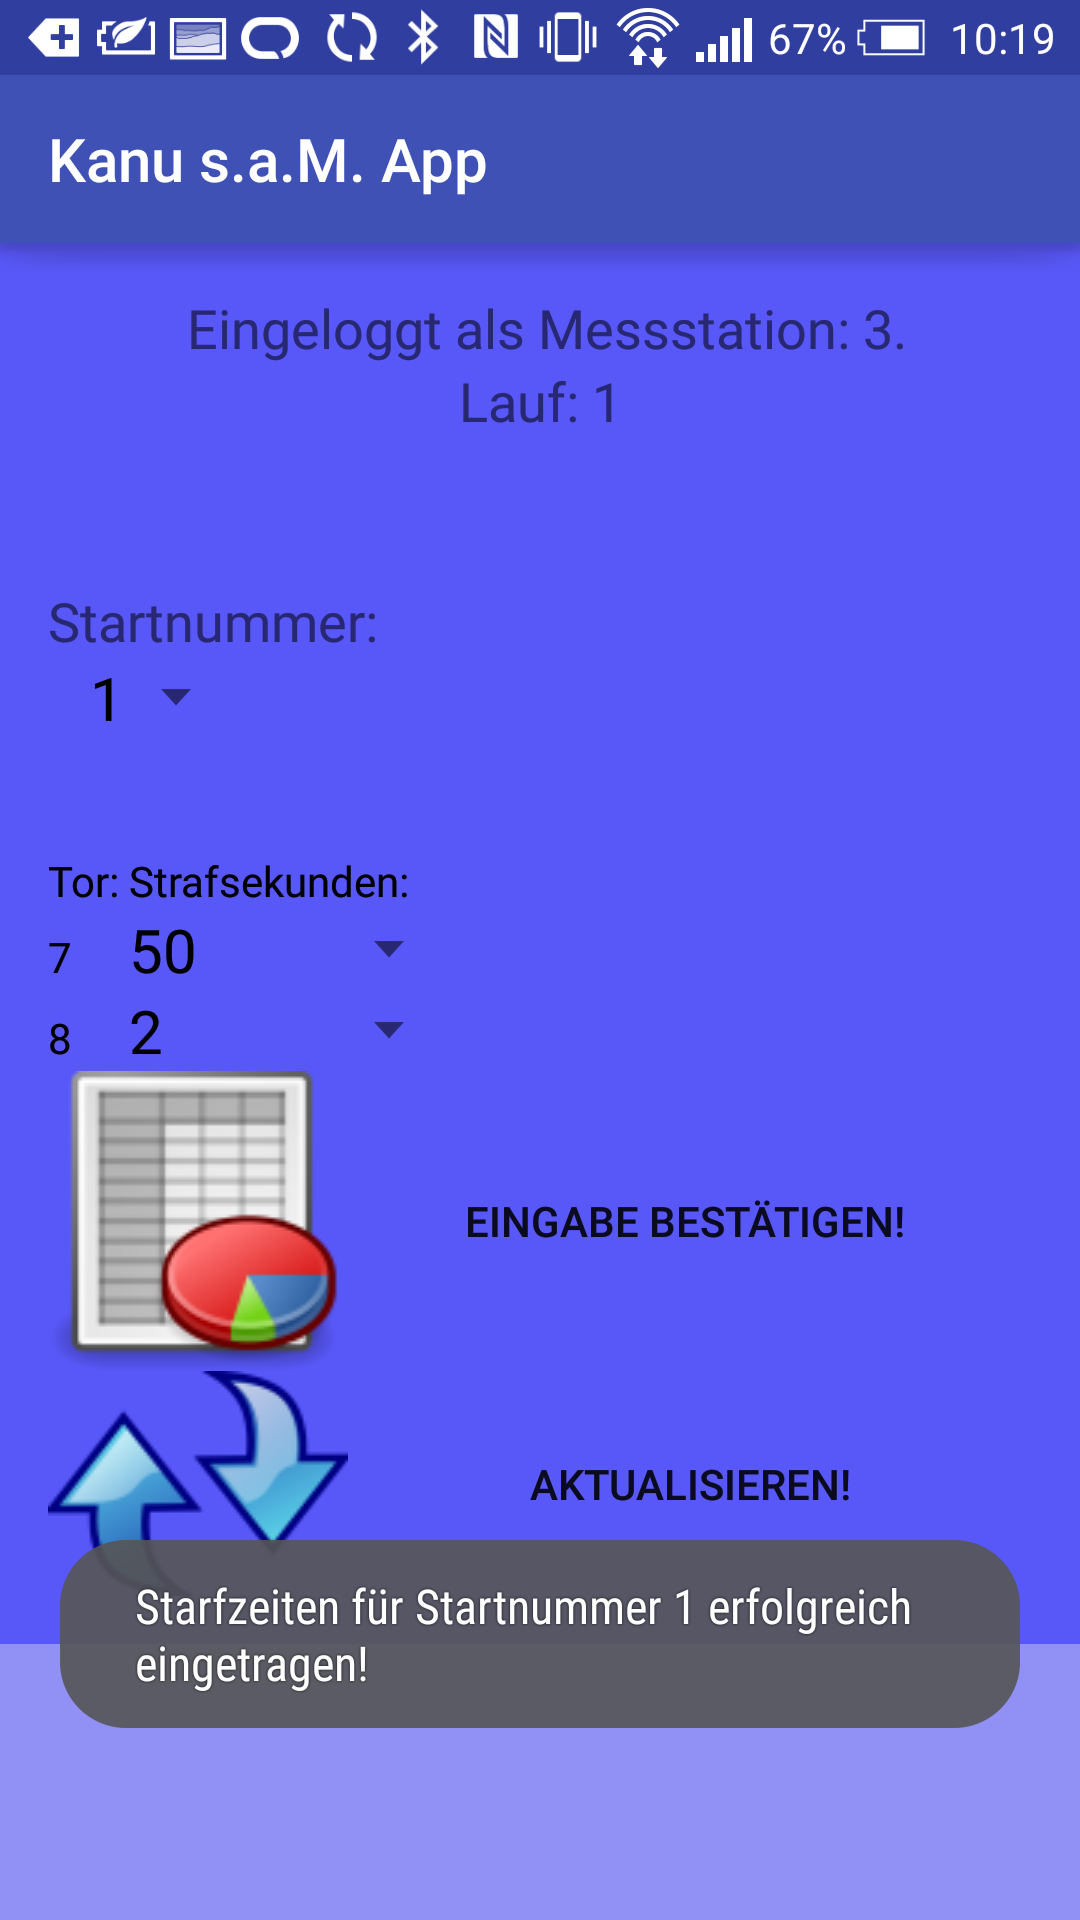 67% 10:19
Kanu s.a.M. App
Eingeloggt als Messstation: 3.
Lauf: 1
Startnummer:
1
Tor: Strafsekunden:
7 50
8 2
EINGABE BESTÄTIGEN!
AKTUALISIEREN!
Starfzeiten für Startnummer 1 erfolgreich
eingetragen!